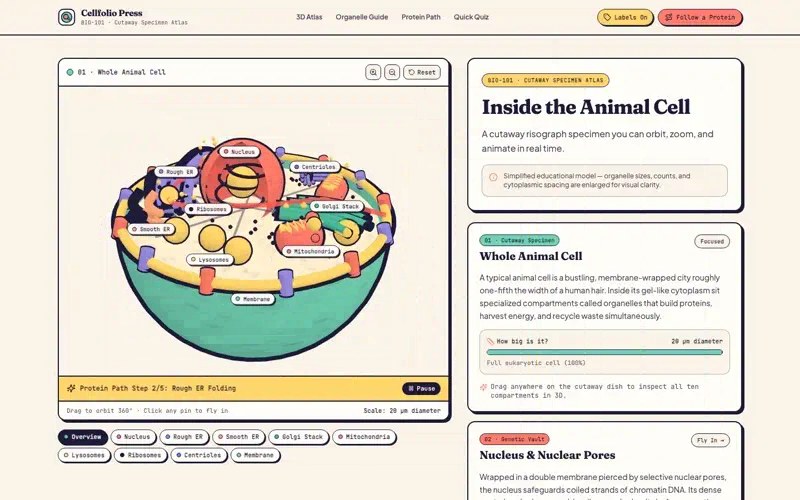 Cellfolio Press
BIO-101 · Cutaway Specimen Atlas
3D Atlas
Organelle Guide
Protein Path
Quick Quiz
Labels On
Follow a Protein
01 · Whole Animal Cell
Reset
Nucleus
Rough ER
Centrioles
Ribosomes
Golgi Stack
Smooth ER
Mitochondria
Lysosomes
Membrane
Protein Path Step 2/5: Rough ER Folding
Pause
Drag to orbit 360° · Click any pin to fly in
Scale: 20 µm diameter
Overview
Nucleus
Rough ER
Smooth ER
Golgi Stack
Mitochondria
Lysosomes
Ribosomes
Centrioles
Membrane
BIO-101 · CUTAWAY SPECIMEN ATLAS
Inside the Animal Cell
A cutaway risograph specimen you can orbit, zoom, and
animate in real time.
Simplified educational model — organelle sizes, counts, and
cytoplasmic spacing are enlarged for visual clarity.
01 · Cutaway Specimen
Focused
Whole Animal Cell
A typical animal cell is a bustling, membrane-wrapped city roughly
one-fifth the width of a human hair. Inside its gel-like cytoplasm sit
specialized compartments called organelles that build proteins,
harvest energy, and recycle waste simultaneously.
How big is it?
20 µm diameter
Full eukaryotic cell (100%)
Drag anywhere on the cutaway dish to inspect all ten
compartments in 3D.
02 · Genetic Vault
Fly In →
Nucleus & Nuclear Pores
Wrapped in a double membrane pierced by selective nuclear pores,
the nucleus safeguards coiled strands of chromatin DNA. Its dense